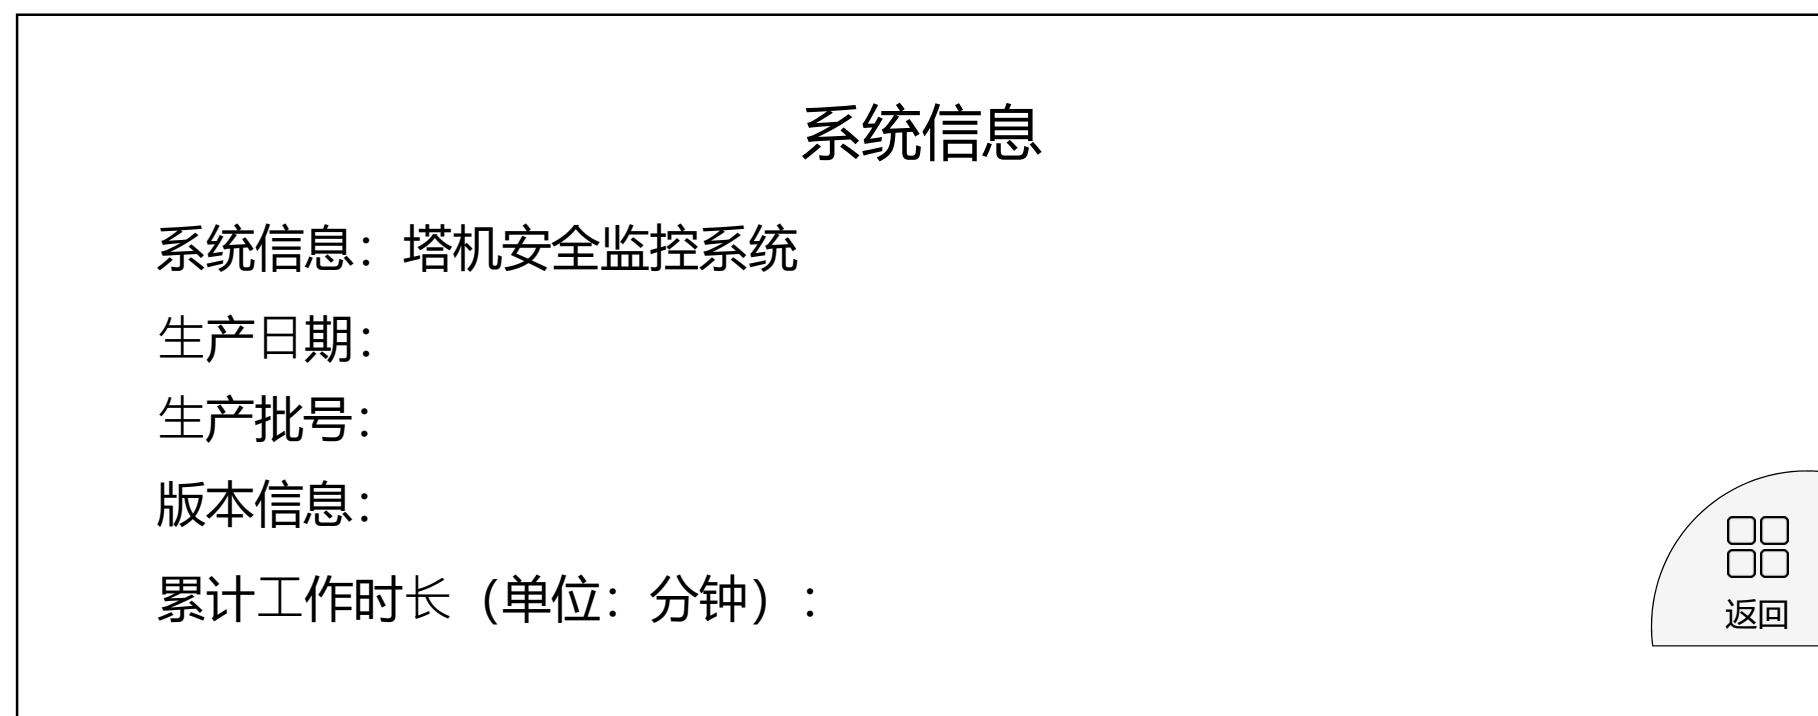 系统信息
系统信息：塔机安全监控系统
生产日期：
生产批号：
版本信息：
累计工作时长（单位：分钟）：
返回